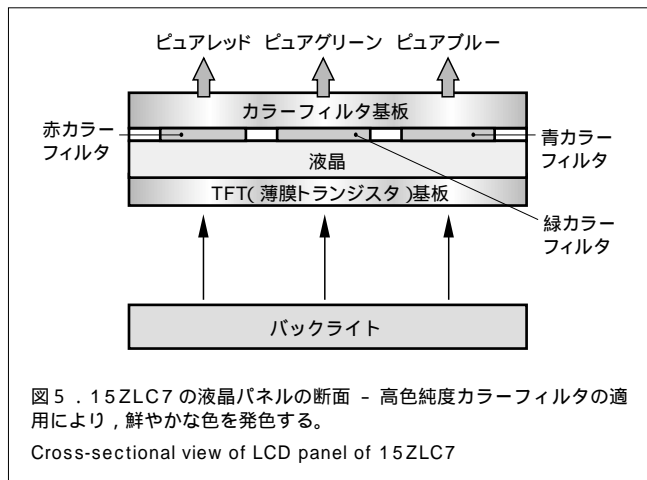 ピュアレッド ピュアグリーン ピュアブルー
カラーフィルタ基板
赤カラー
フィルタ
青カラー
フィルタ
液晶
TFT(薄膜トランジスタ)基板
緑カラー
フィルタ
バックライト
図5．15ZLC7の液晶パネルの断面 － 高色純度カラーフィルタの適
用により，鮮やかな色を発色する。
Cross-sectional view of LCD panel of 15ZLC7